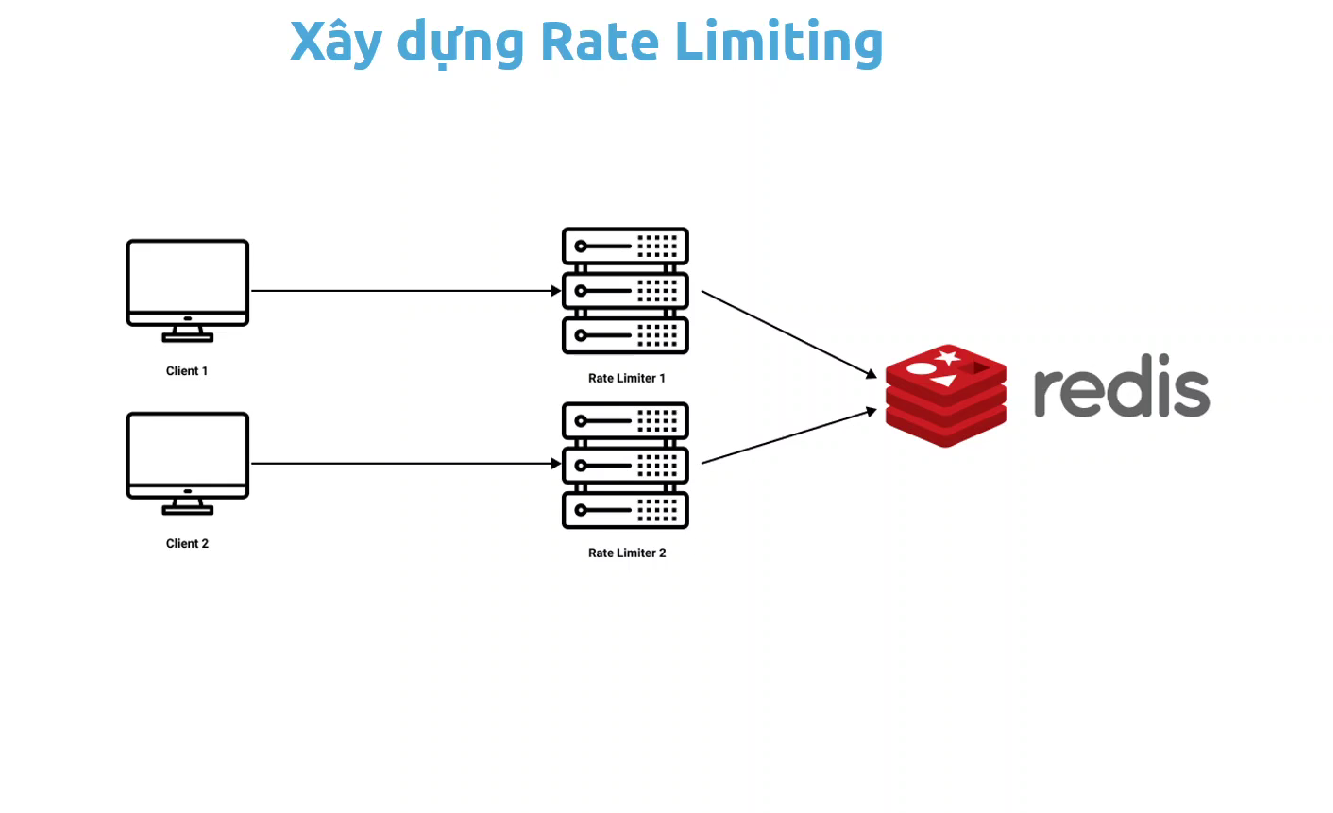 Xây dựng Rate Limiting
Client 1
Rate Limiter 1
redis
Client 2
Rate Limiter 2